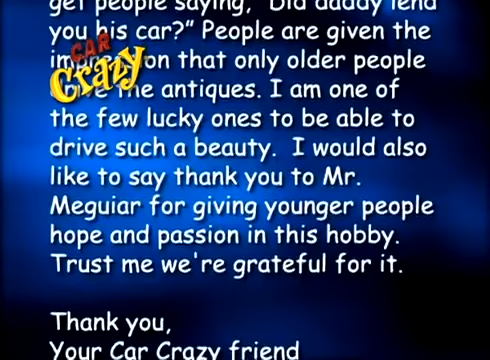 get people saying, "Did daddy lend
you his car?" People are given the
CAR
Crazy
on that only older people
the antiques. I am one of
the few lucky ones to be able to
drive such a beauty. I would also
like to say thank you to Mr.
Meguiar for giving younger people
hope and passion in this hobby.
Trust me we're grateful for it.
Thank you,
Your Car Crazy friend